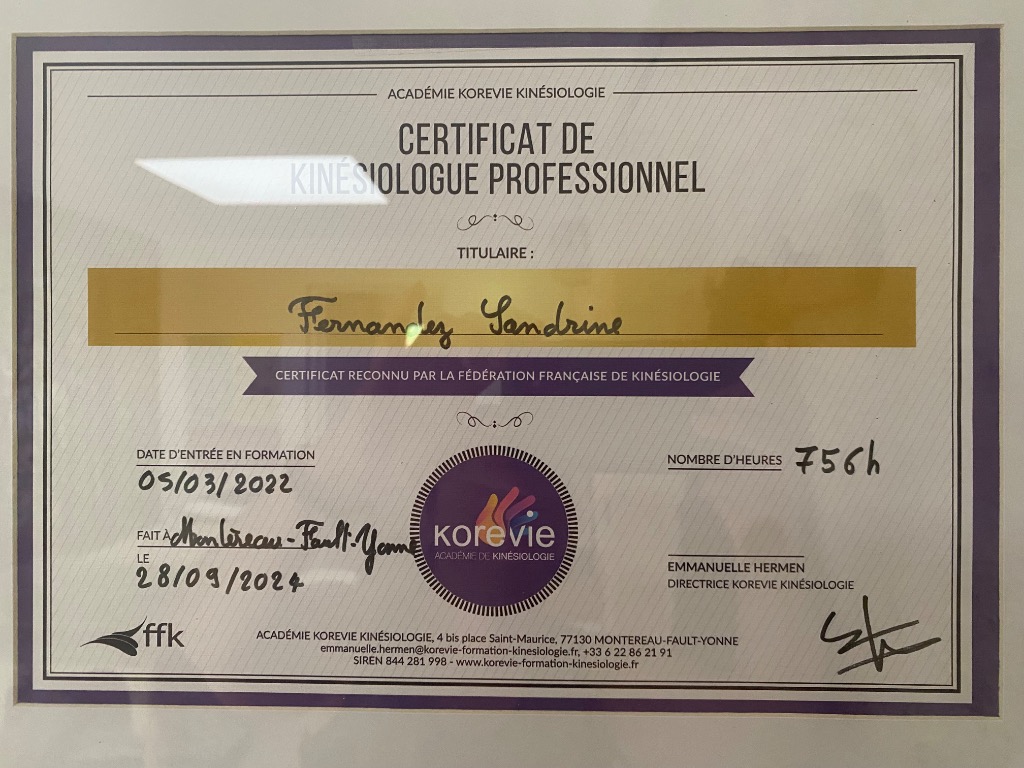 ACADÉMIE KOREVIE KINÉSIOLOGIE
CERTIFICAT DE
KINÉSIOLOGUE PROFESSIONNEL
TITULAIRE :
Fernandez Sandrine
CERTIFICAT RECONNU PAR LA FÉDÉRATION FRANÇAISE DE KINÉSIOLOGIE
DATE D'ENTRÉE EN FORMATION
05/03/2022
NOMBRE D'HEURES 756h
FAIT À Montereau-Fault-Yonne
LE
28/09/2024
korevie
ACADÉMIE DE KINÉSIOLOGIE
EMMANUELLE HERMEN
DIRECTRICE KOREVIE KINÉSIOLOGIE
ffk
ACADÉMIE KOREVIE KINÉSIOLOGIE, 4 bis place Saint-Maurice, 77130 MONTEREAU-FAULT-YONNE
emmanuelle.hermen@korevie-formation-kinesiologie.fr, +33 6 22 86 21 91
SIREN 844 281 998 - www.korevie-formation-kinesiologie.fr